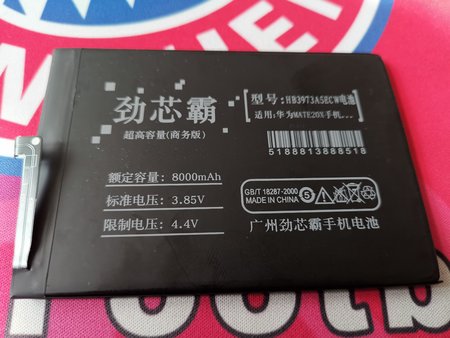 劲芯霸
超高容量(商务版)
额定容量: 8000mAh
标准电压: 3.85V
限制电压: 4.4V
型号: HB3973A5ECW电池
适用: 华为MATE20X手机...
5188813888518
GB/T 18287-2000
MADE IN CHINA
5
广州劲芯霸手机电池